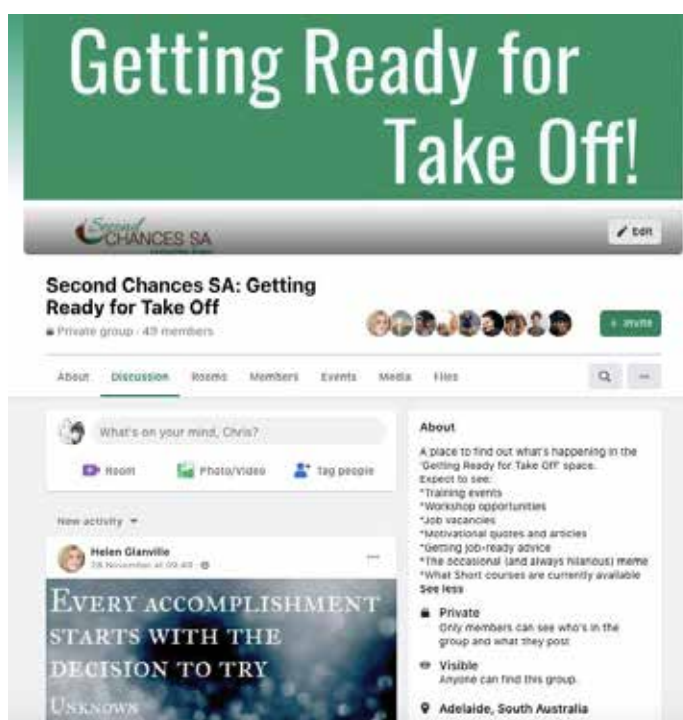 Getting Ready for
Take Off!
Second
CHANCES SA
Edit
Second Chances SA: Getting
Ready for Take Off
Private group · 49 members
+ Invite
About Discussion Rooms Members Events Media Files
What's on your mind, Chris?
Room Photo/Video Tag people
New activity
Helen Glanville
28 November at 09:49
EVERY ACCOMPLISHMENT
STARTS WITH THE
DECISION TO TRY
UNKNOWN
About
A place to find out what's happening in the
'Getting Ready for Take Off' space.
Expect to see:
*Training events
*Workshop opportunities
*Job vacancies
*Motivational quotes and articles
*Getting job-ready advice
*The occasional (and always hilarious) meme
*What Short courses are currently available
See less
Private
Only members can see who's in the
group and what they post
Visible
Anyone can find this group.
Adelaide, South Australia